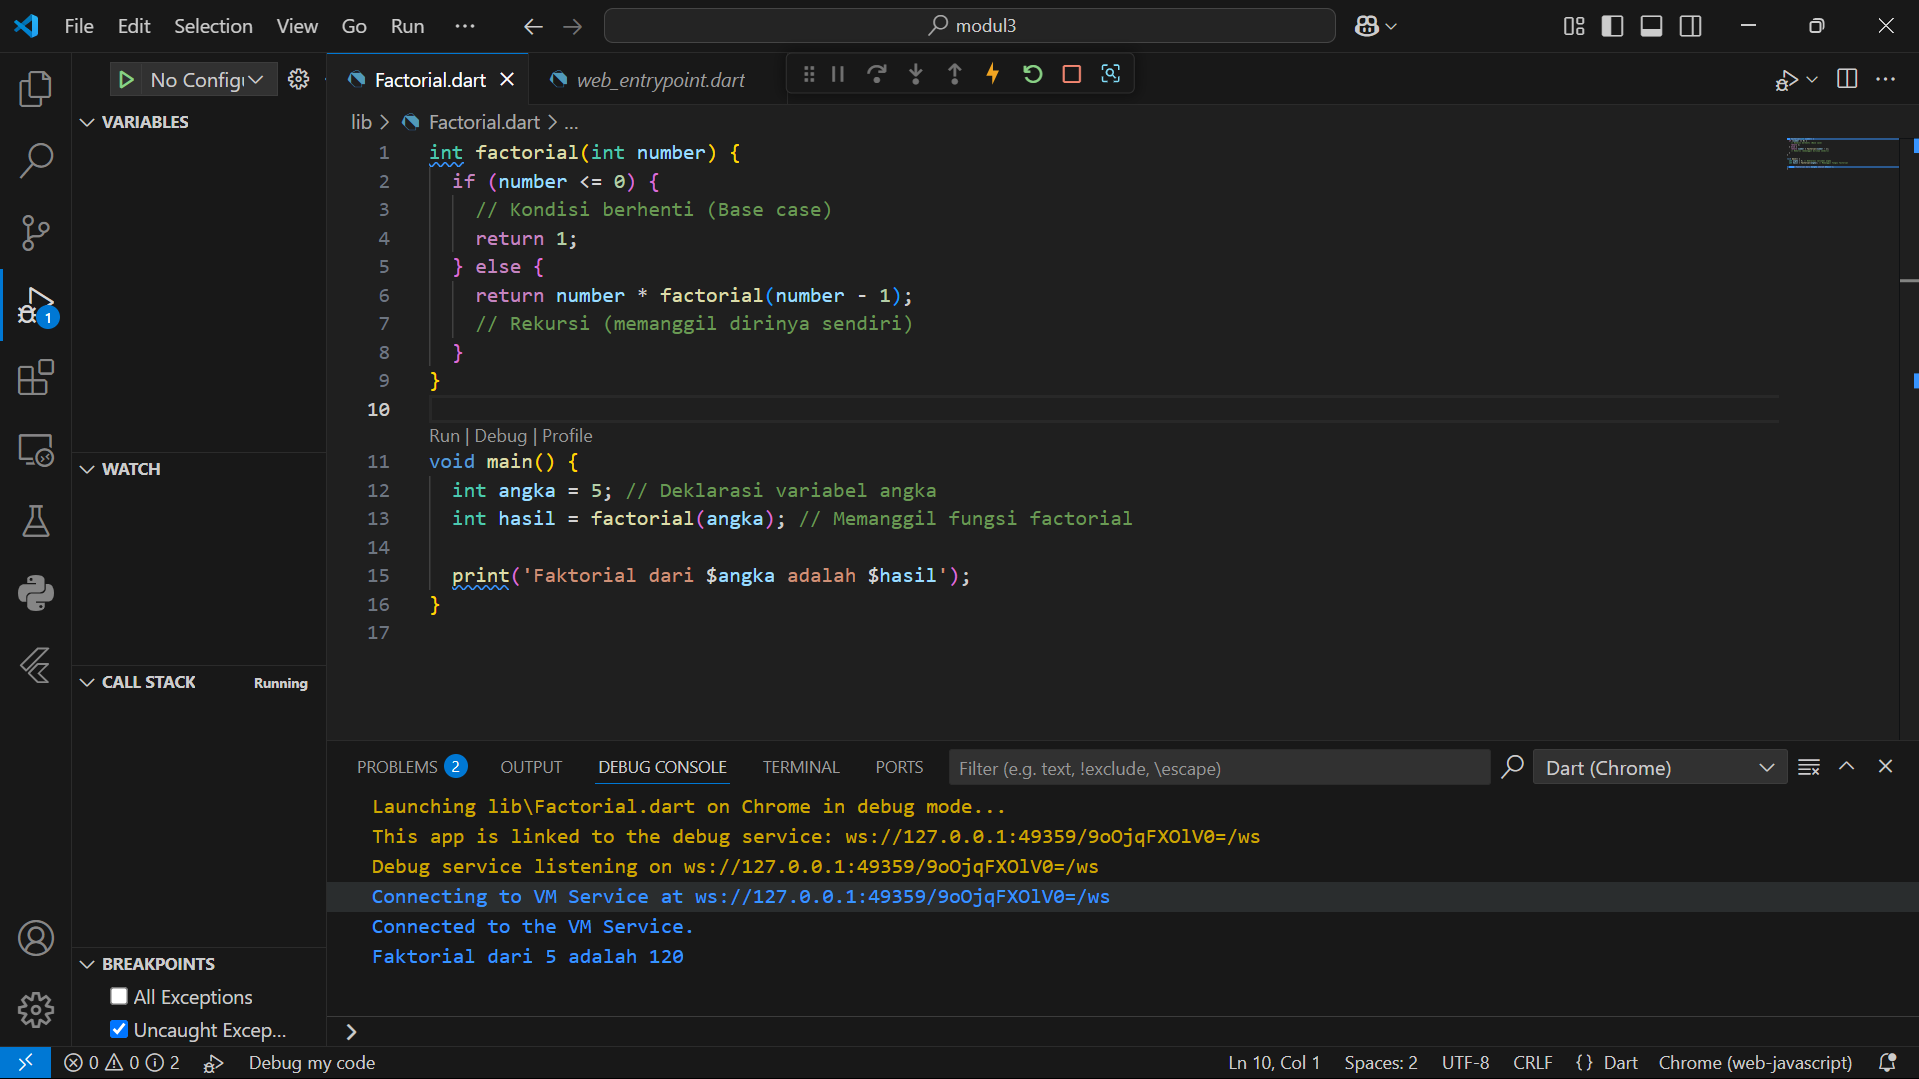 File Edit Selection View Go Run ···
modul3
No Configu
Factorial.dart
web_entrypoint.dart
VARIABLES
lib > Factorial.dart > ...
1 int factorial(int number) {
2 if (number <= 0) {
3 // Kondisi berhenti (Base case)
4 return 1;
5 } else {
6 return number * factorial(number - 1);
7 // Rekursi (memanggil dirinya sendiri)
8 }
9 }
10
Run | Debug | Profile
11 void main() {
12 int angka = 5; // Deklarasi variabel angka
13 int hasil = factorial(angka); // Memanggil fungsi factorial
14
15 print('Faktorial dari $angka adalah $hasil');
16 }
17
1
WATCH
CALL STACK Running
BREAKPOINTS
All Exceptions
Uncaught Excep...
PROBLEMS 2 OUTPUT DEBUG CONSOLE TERMINAL PORTS Filter (e.g. text, !exclude, \escape) Dart (Chrome)
Launching lib\Factorial.dart on Chrome in debug mode...
This app is linked to the debug service: ws://127.0.0.1:49359/9oOjqFXOlV0=/ws
Debug service listening on ws://127.0.0.1:49359/9oOjqFXOlV0=/ws
Connecting to VM Service at ws://127.0.0.1:49359/9oOjqFXOlV0=/ws
Connected to the VM Service.
Faktorial dari 5 adalah 120
>
0 0 2 Debug my code Ln 10, Col 1 Spaces: 2 UTF-8 CRLF {} Dart Chrome (web-javascript)